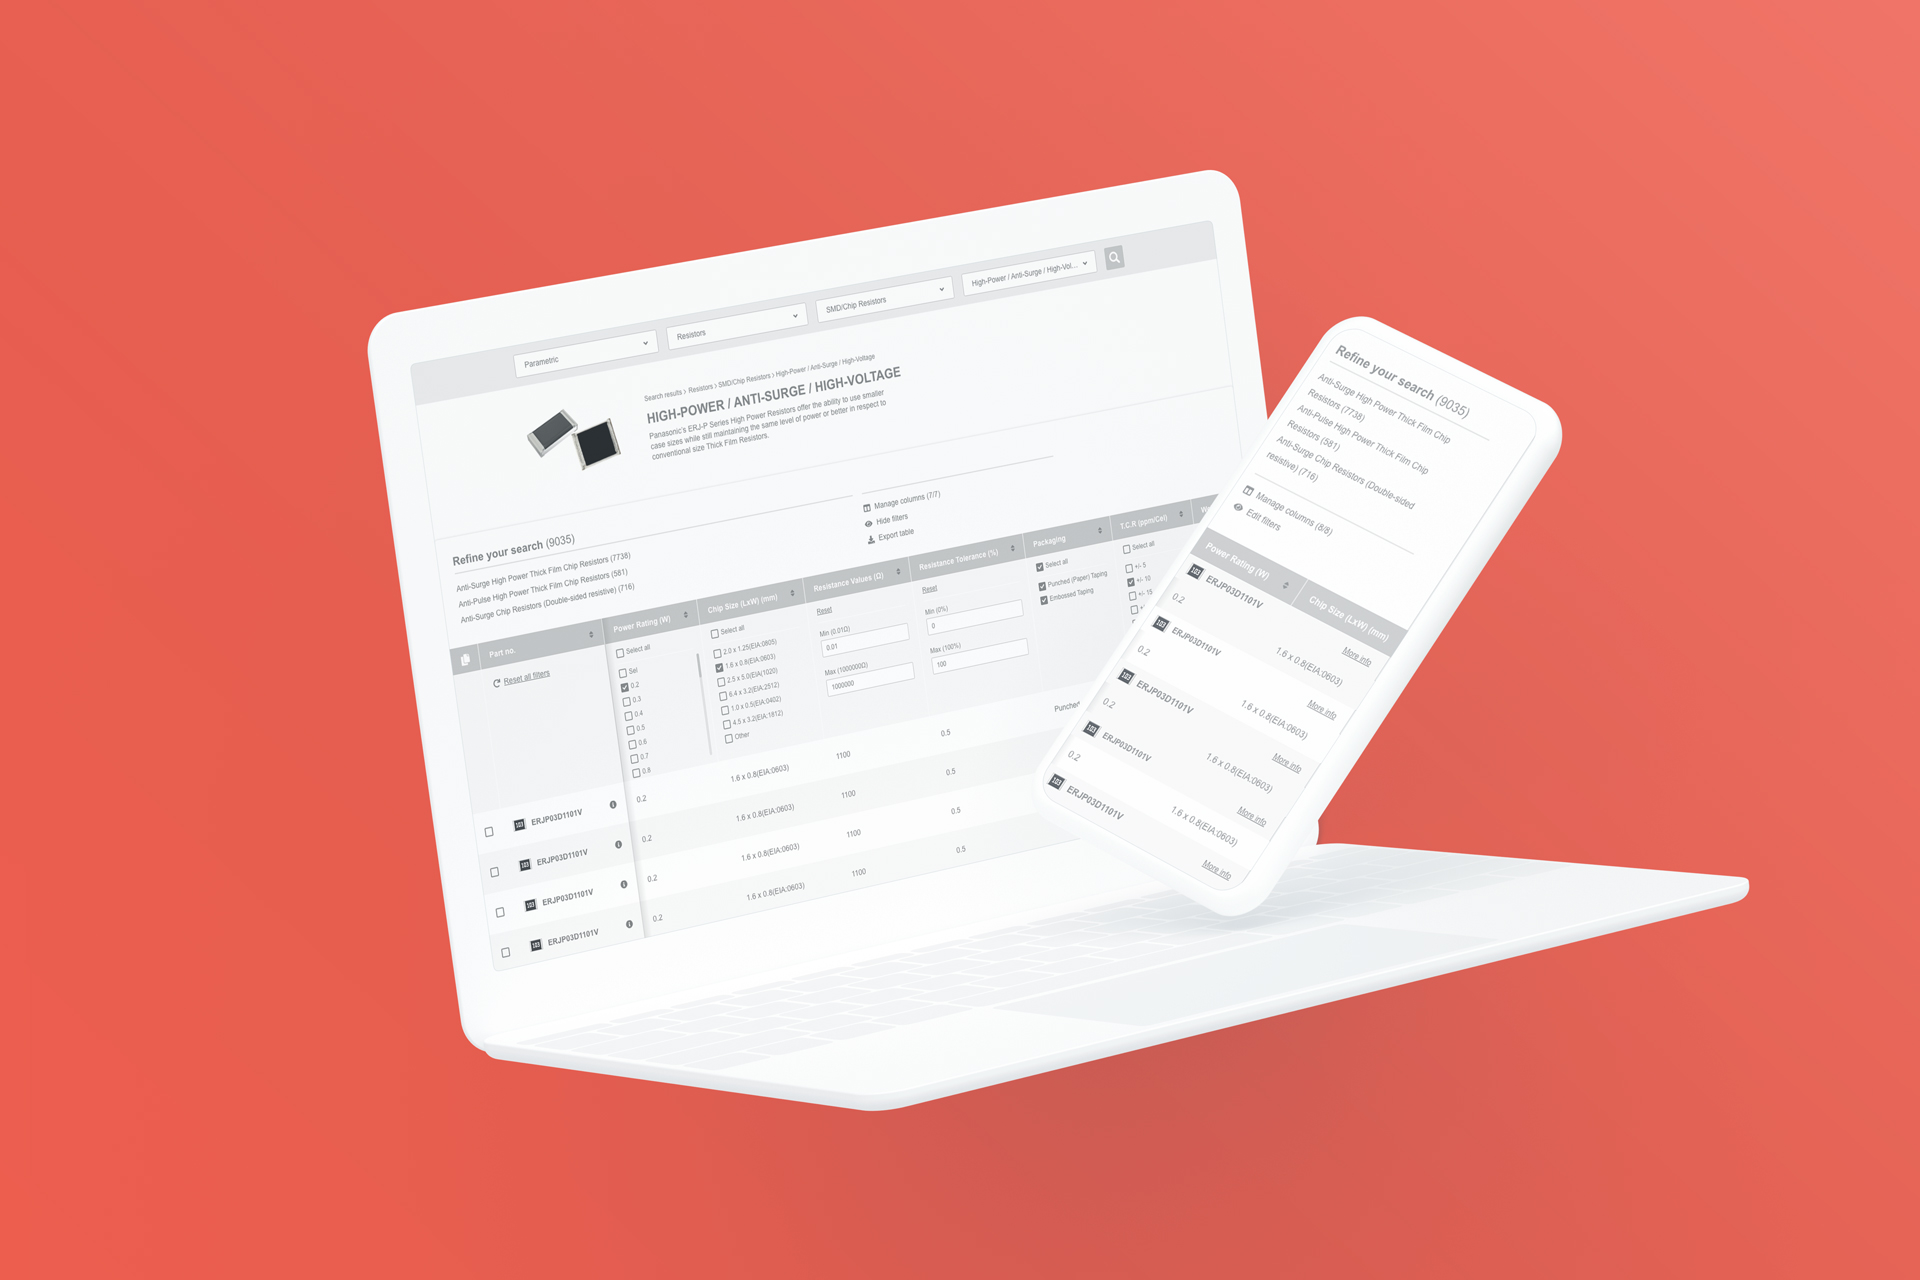 Parametric
Resistors
SMD/Chip Resistors
High-Power / Anti-Surge / High-Vol...
Search results > Resistors > SMD/Chip Resistors > High-Power / Anti-Surge / High-Voltage
HIGH-POWER / ANTI-SURGE / HIGH-VOLTAGE
Panasonic's ERJ-P Series High Power Resistors offer the ability to use smaller
case sizes while still maintaining the same level of power or better in respect to
conventional size Thick Film Resistors.
Refine your search (9035)
Anti-Surge High Power Thick Film Chip Resistors (7738)
Anti-Pulse High Power Thick Film Chip Resistors (581)
Anti-Surge Chip Resistors (Double-sided resistive) (716)
Manage columns (7/7)
Hide filters
Export table
Part no.
Power Rating (W)
Chip Size (LxW) (mm)
Resistance Values (Ω)
Resistance Tolerance (%)
Packaging
T.C.R (ppm/Cel)
Reset all filters
Select all
Sel
0.2
0.3
0.4
0.5
0.6
0.7
0.8
Select all
2.0 x 1.25(EIA:0805)
1.6 x 0.8(EIA:0603)
2.5 x 5.0(EIA(1020)
6.4 x 3.2(EIA:2512)
1.0 x 0.5(EIA:0402)
4.5 x 3.2(EIA:1812)
Other
Reset
Min (0.01Ω)
0.01
Max (1000000Ω)
1000000
Reset
Min (0%)
0
Max (100%)
100
Select all
Punched (Paper) Taping
Embossed Taping
Select all
+/- 5
+/- 10
+/- 15
103 ERJP03D1101V 0.2 1.6 x 0.8(EIA:0603) 1100 0.5 Punched
103 ERJP03D1101V 0.2 1.6 x 0.8(EIA:0603) 1100 0.5
103 ERJP03D1101V 0.2 1.6 x 0.8(EIA:0603) 1100 0.5
103 ERJP03D1101V 0.2 1.6 x 0.8(EIA:0603) 1100 0.5
Refine your search (9035)
Anti-Surge High Power Thick Film Chip
Resistors (7738)
Anti-Pulse High Power Thick Film Chip
Resistors (581)
Anti-Surge Chip Resistors (Double-sided
resistive) (716)
Manage columns (8/8)
Edit filters
Power Rating (W)
Chip Size (LxW) (mm)
103 ERJP03D1101V
More info
0.2 1.6 x 0.8(EIA:0603)
103 ERJP03D1101V
More info
0.2 1.6 x 0.8(EIA:0603)
103 ERJP03D1101V
More info
0.2 1.6 x 0.8(EIA:0603)
103 ERJP03D1101V
More info
0.2 1.6 x 0.8(EIA:0603)
103 ERJP03D1101V
More info